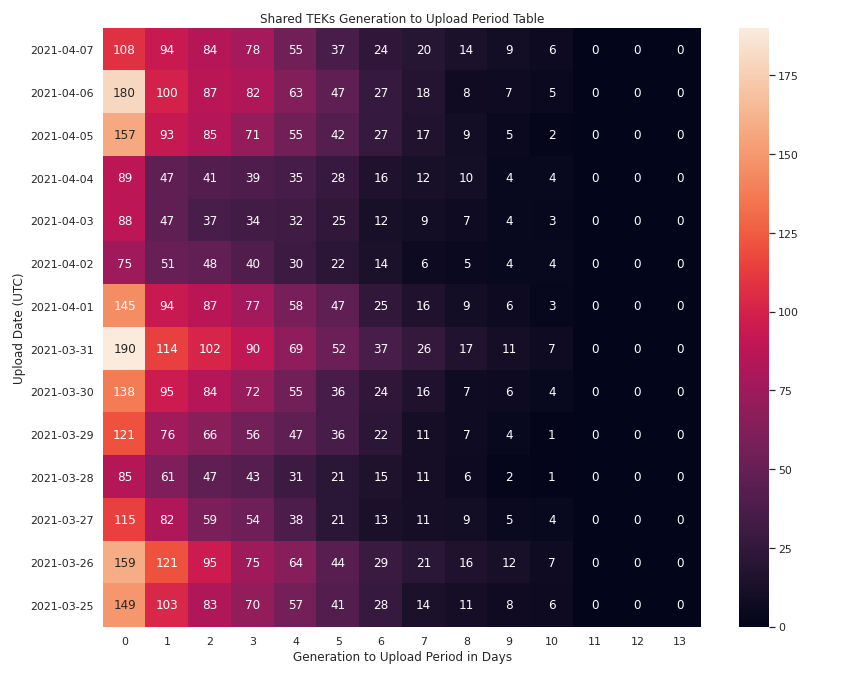 Shared TEKs Generation to Upload Period Table
Upload Date (UTC)
2021-04-07 108 94 84 78 55 37 24 20 14 9 6 0 0 0
2021-04-06 180 100 87 82 63 47 27 18 8 7 5 0 0 0
2021-04-05 157 93 85 71 55 42 27 17 9 5 2 0 0 0
2021-04-04 89 47 41 39 35 28 16 12 10 4 4 0 0 0
2021-04-03 88 47 37 34 32 25 12 9 7 4 3 0 0 0
2021-04-02 75 51 48 40 30 22 14 6 5 4 4 0 0 0
2021-04-01 145 94 87 77 58 47 25 16 9 6 3 0 0 0
2021-03-31 190 114 102 90 69 52 37 26 17 11 7 0 0 0
2021-03-30 138 95 84 72 55 36 24 16 7 6 4 0 0 0
2021-03-29 121 76 66 56 47 36 22 11 7 4 1 0 0 0
2021-03-28 85 61 47 43 31 21 15 11 6 2 1 0 0 0
2021-03-27 115 82 59 54 38 21 13 11 9 5 4 0 0 0
2021-03-26 159 121 95 75 64 44 29 21 16 12 7 0 0 0
2021-03-25 149 103 83 70 57 41 28 14 11 8 6 0 0 0
0 1 2 3 4 5 6 7 8 9 10 11 12 13
Generation to Upload Period in Days
175
150
125
100
75
50
25
0